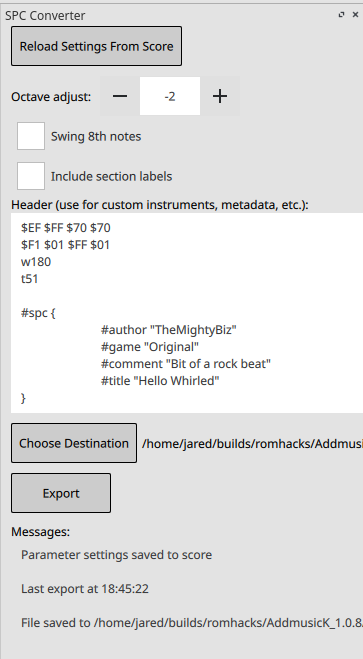 SPC Converter
Reload Settings From Score
Octave adjust: -2
Swing 8th notes
Include section labels
Header (use for custom instruments, metadata, etc.):
$EF $FF $70 $70
$F1 $01 $FF $01
w180
t51
#spc {
#author "TheMightyBiz"
#game "Original"
#comment "Bit of a rock beat"
#title "Hello Whirled"
}
Choose Destination /home/jared/builds/romhacks/Addmusi
Export
Messages:
Parameter settings saved to score
Last export at 18:45:22
File saved to /home/jared/builds/romhacks/AddmusicK_1.0.8